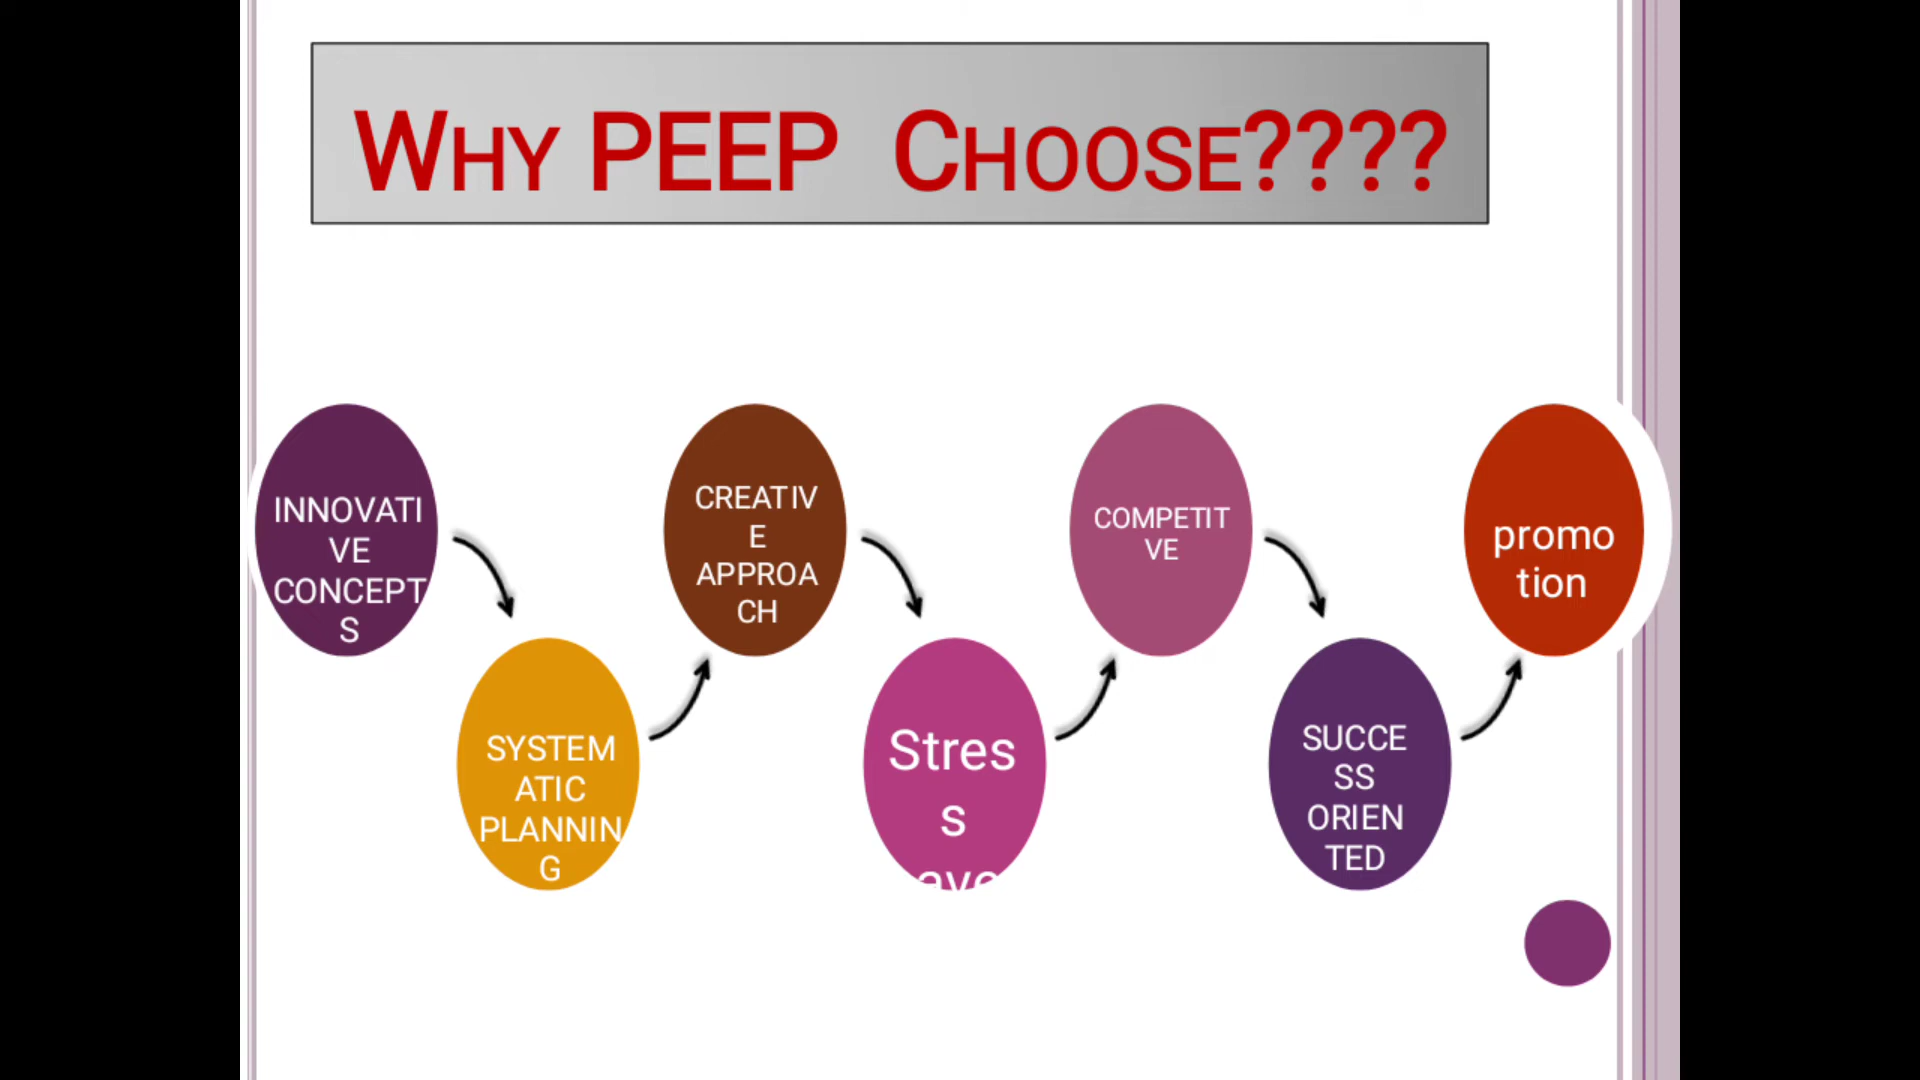 WHY PEEP CHOOSE????
INNOVATI
VE
CONCEPT
S
SYSTEM
ATIC
PLANNIN
G
CREATIV
E
APPROA
CH
Stres
s
COMPETIT
VE
SUCCE
SS
ORIEN
TED
promo
tion